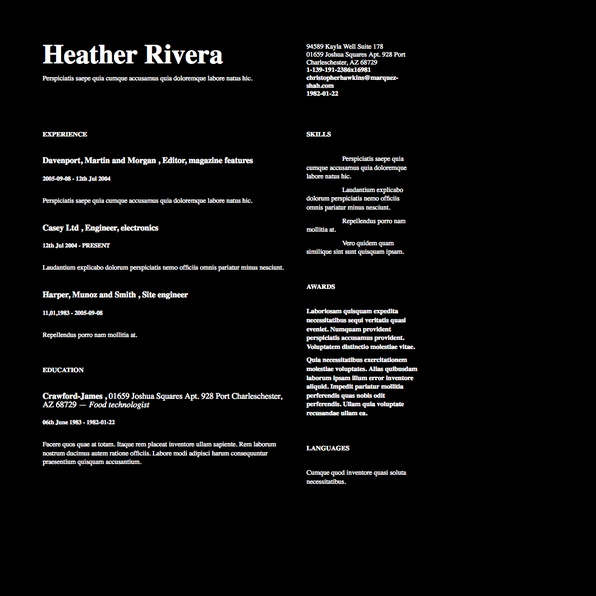 Heather Rivera
Perspiciatis saepe quia cumque accusamus quia doloremque labore natus hic.
94589 Kayla Well Suite 178
01659 Joshua Squares Apt. 928 Port
Charleschester, AZ 68729
1-139-191-2386x16981
christopherhawkins@marquez-
shah.com
1982-01-22
EXPERIENCE
Davenport, Martin and Morgan , Editor, magazine features
2005-09-08 - 12th Jul 2004
Perspiciatis saepe quia cumque accusamus quia doloremque labore natus hic.
Casey Ltd , Engineer, electronics
12th Jul 2004 - PRESENT
Laudantium explicabo dolorum perspiciatis nemo officiis omnis pariatur minus nesciunt.
Harper, Munoz and Smith , Site engineer
11,01,1983 - 2005-09-08
Repellendus porro nam mollitia at.
EDUCATION
Crawford-James , 01659 Joshua Squares Apt. 928 Port Charleschester,
AZ 68729 — Food technologist
06th June 1983 - 1982-01-22
Facere quos quae at totam. Itaque rem placeat inventore ullam sapiente. Rem laborum
nostrum ducimus autem ratione officiis. Labore modi adipisci harum consequuntur
praesentium quisquam accusantium.
SKILLS
Perspiciatis saepe quia
cumque accusamus quia doloremque
labore natus hic.
Laudantium explicabo
dolorum perspiciatis nemo officiis
omnis pariatur minus nesciunt.
Repellendus porro nam
mollitia at.
Vero quidem quam
similique sint sunt quisquam ipsam.
AWARDS
Laboriosam quisquam expedita
necessitatibus sequi veritatis quasi
eveniet. Numquam provident
perspiciatis accusamus provident.
Voluptatem distinctio molestiae vitae.
Quia necessitatibus exercitationem
molestiae voluptates. Alias quibusdam
laborum ipsam illum error inventore
aliquid. Impedit pariatur mollitia
perferendis quas nobis odit
perferendis. Ullam quia voluptate
recusandae ullam ea.
LANGUAGES
Cumque quod inventore quasi soluta
necessitatibus.